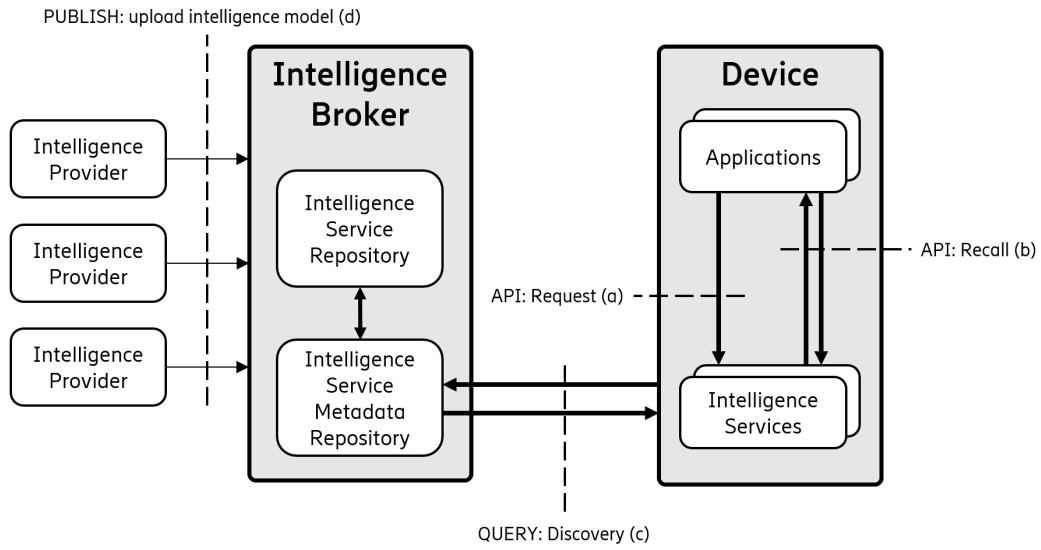 PUBLISH: upload intelligence model (d)
Intelligence
Broker
Device
Intelligence
Provider
Intelligence
Provider
Intelligence
Provider
Intelligence
Service
Repository
Intelligence
Service
Metadata
Repository
Applications
API: Recall (b)
API: Request (a)
Intelligence
Services
QUERY: Discovery (c)